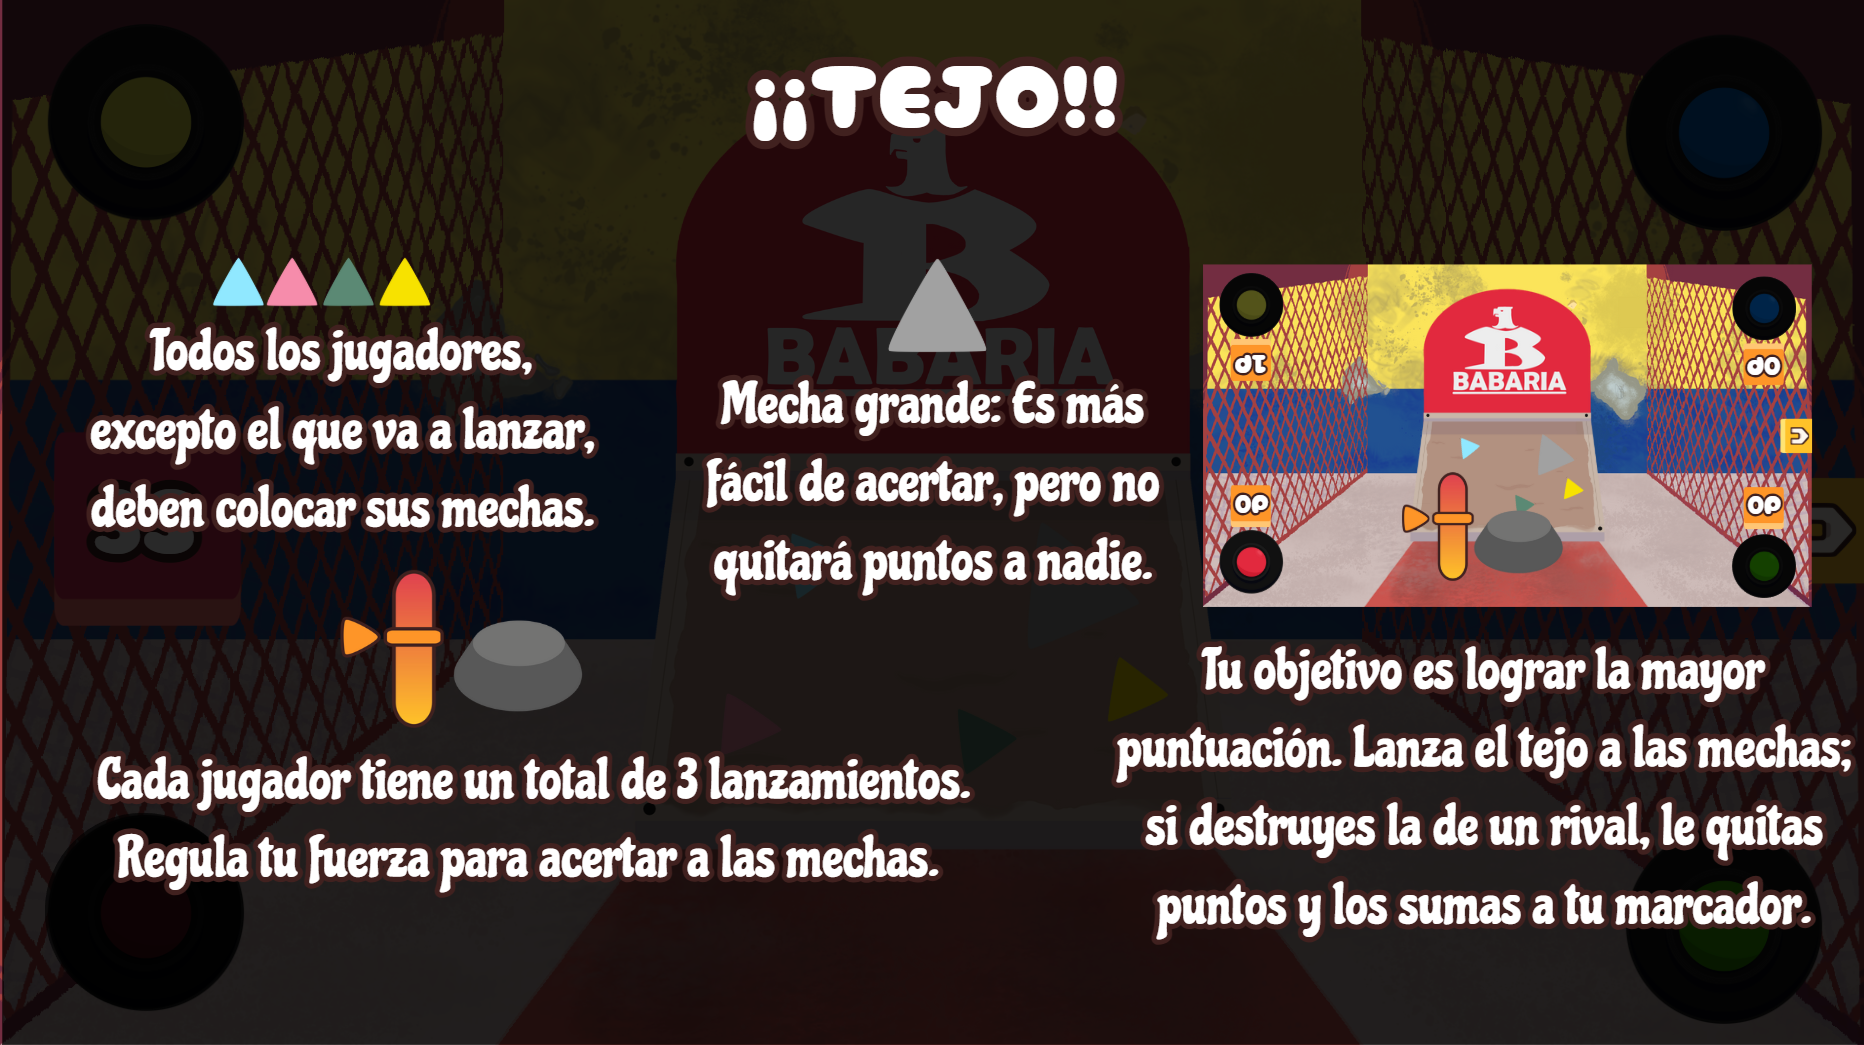 ¡¡TEJO!!
BABARIA
Todos los jugadores,
excepto el que va a lanzar,
deben colocar sus mechas.
Mecha grande: Es más
fácil de acertar, pero no
quitará puntos a nadie.
BABARIA
Cada jugador tiene un total de 3 lanzamientos.
Regula tu fuerza para acertar a las mechas.
Tu objetivo es lograr la mayor
puntuación. Lanza el tejo a las mechas;
si destruyes la de un rival, le quitas
puntos y los sumas a tu marcador.